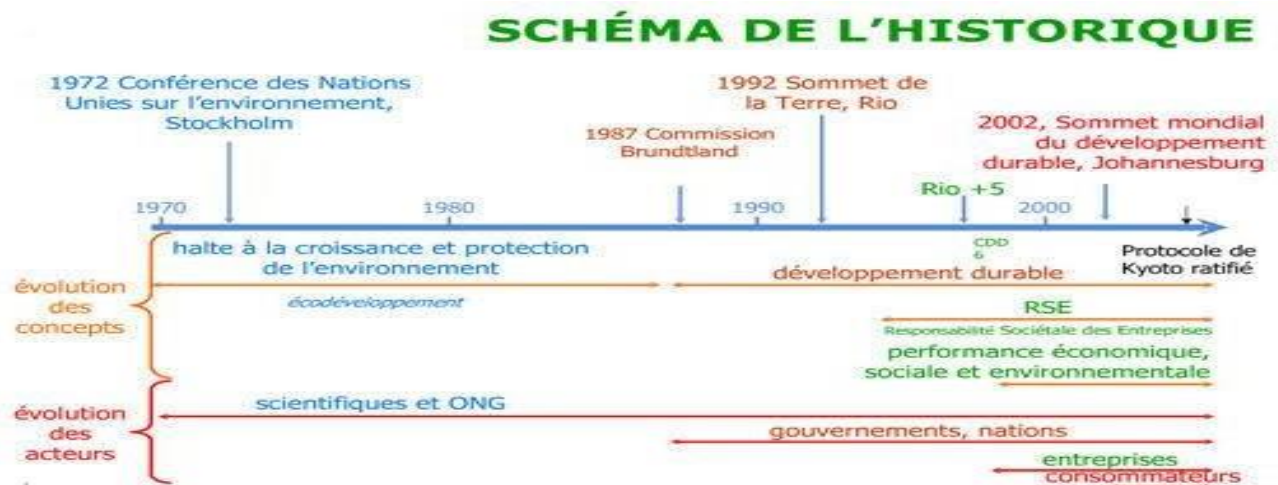 SCHÉMA DE L'HISTORIQUE
1972 Conférence des Nations
Unies sur l'environnement,
Stockholm
1987 Commission
Brundtland
1992 Sommet de
la Terre, Rio
2002, Sommet mondial
du développement
durable, Johannesburg
Rio +5
1970
1980
1990
2000
évolution
des
concepts
halte à la croissance et protection
de l'environnement
écodéveloppement
CDD
6
développement durable
Protocole de
Kyoto ratifié
RSE
Responsabilité Sociétale des Entreprises
performance économique,
sociale et environnementale
évolution
des
acteurs
scientifiques et ONG
gouvernements, nations
entreprises
consommateurs